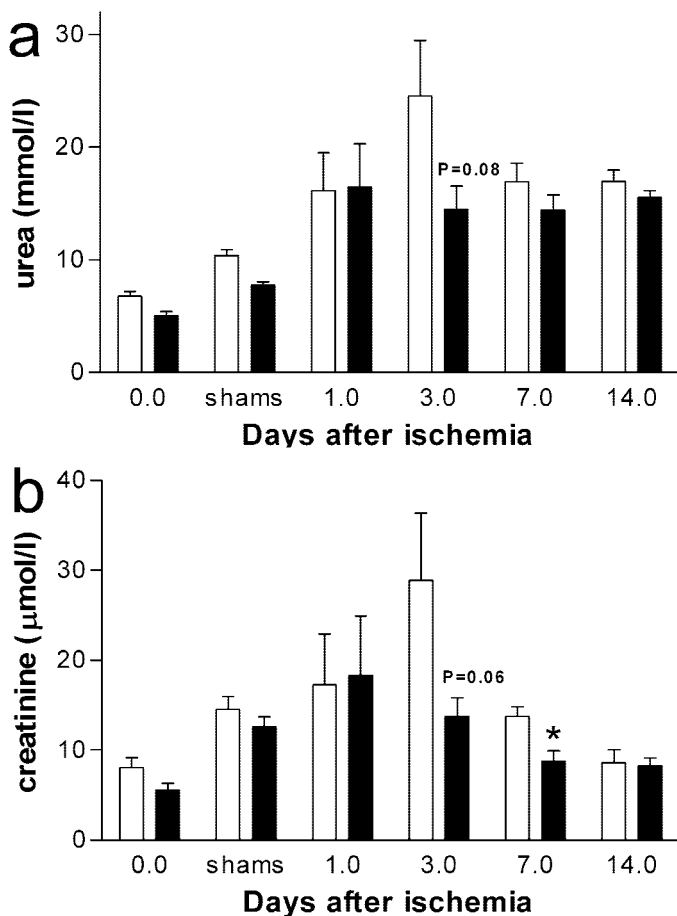 a
urea (mmol/l)
30
20
10
0
P=0.08
0.0 shams 1.0 3.0 7.0 14.0
Days after ischemia
b
creatinine (μmol/l)
40
30
20
10
0
P=0.06
*
0.0 shams 1.0 3.0 7.0 14.0
Days after ischemia